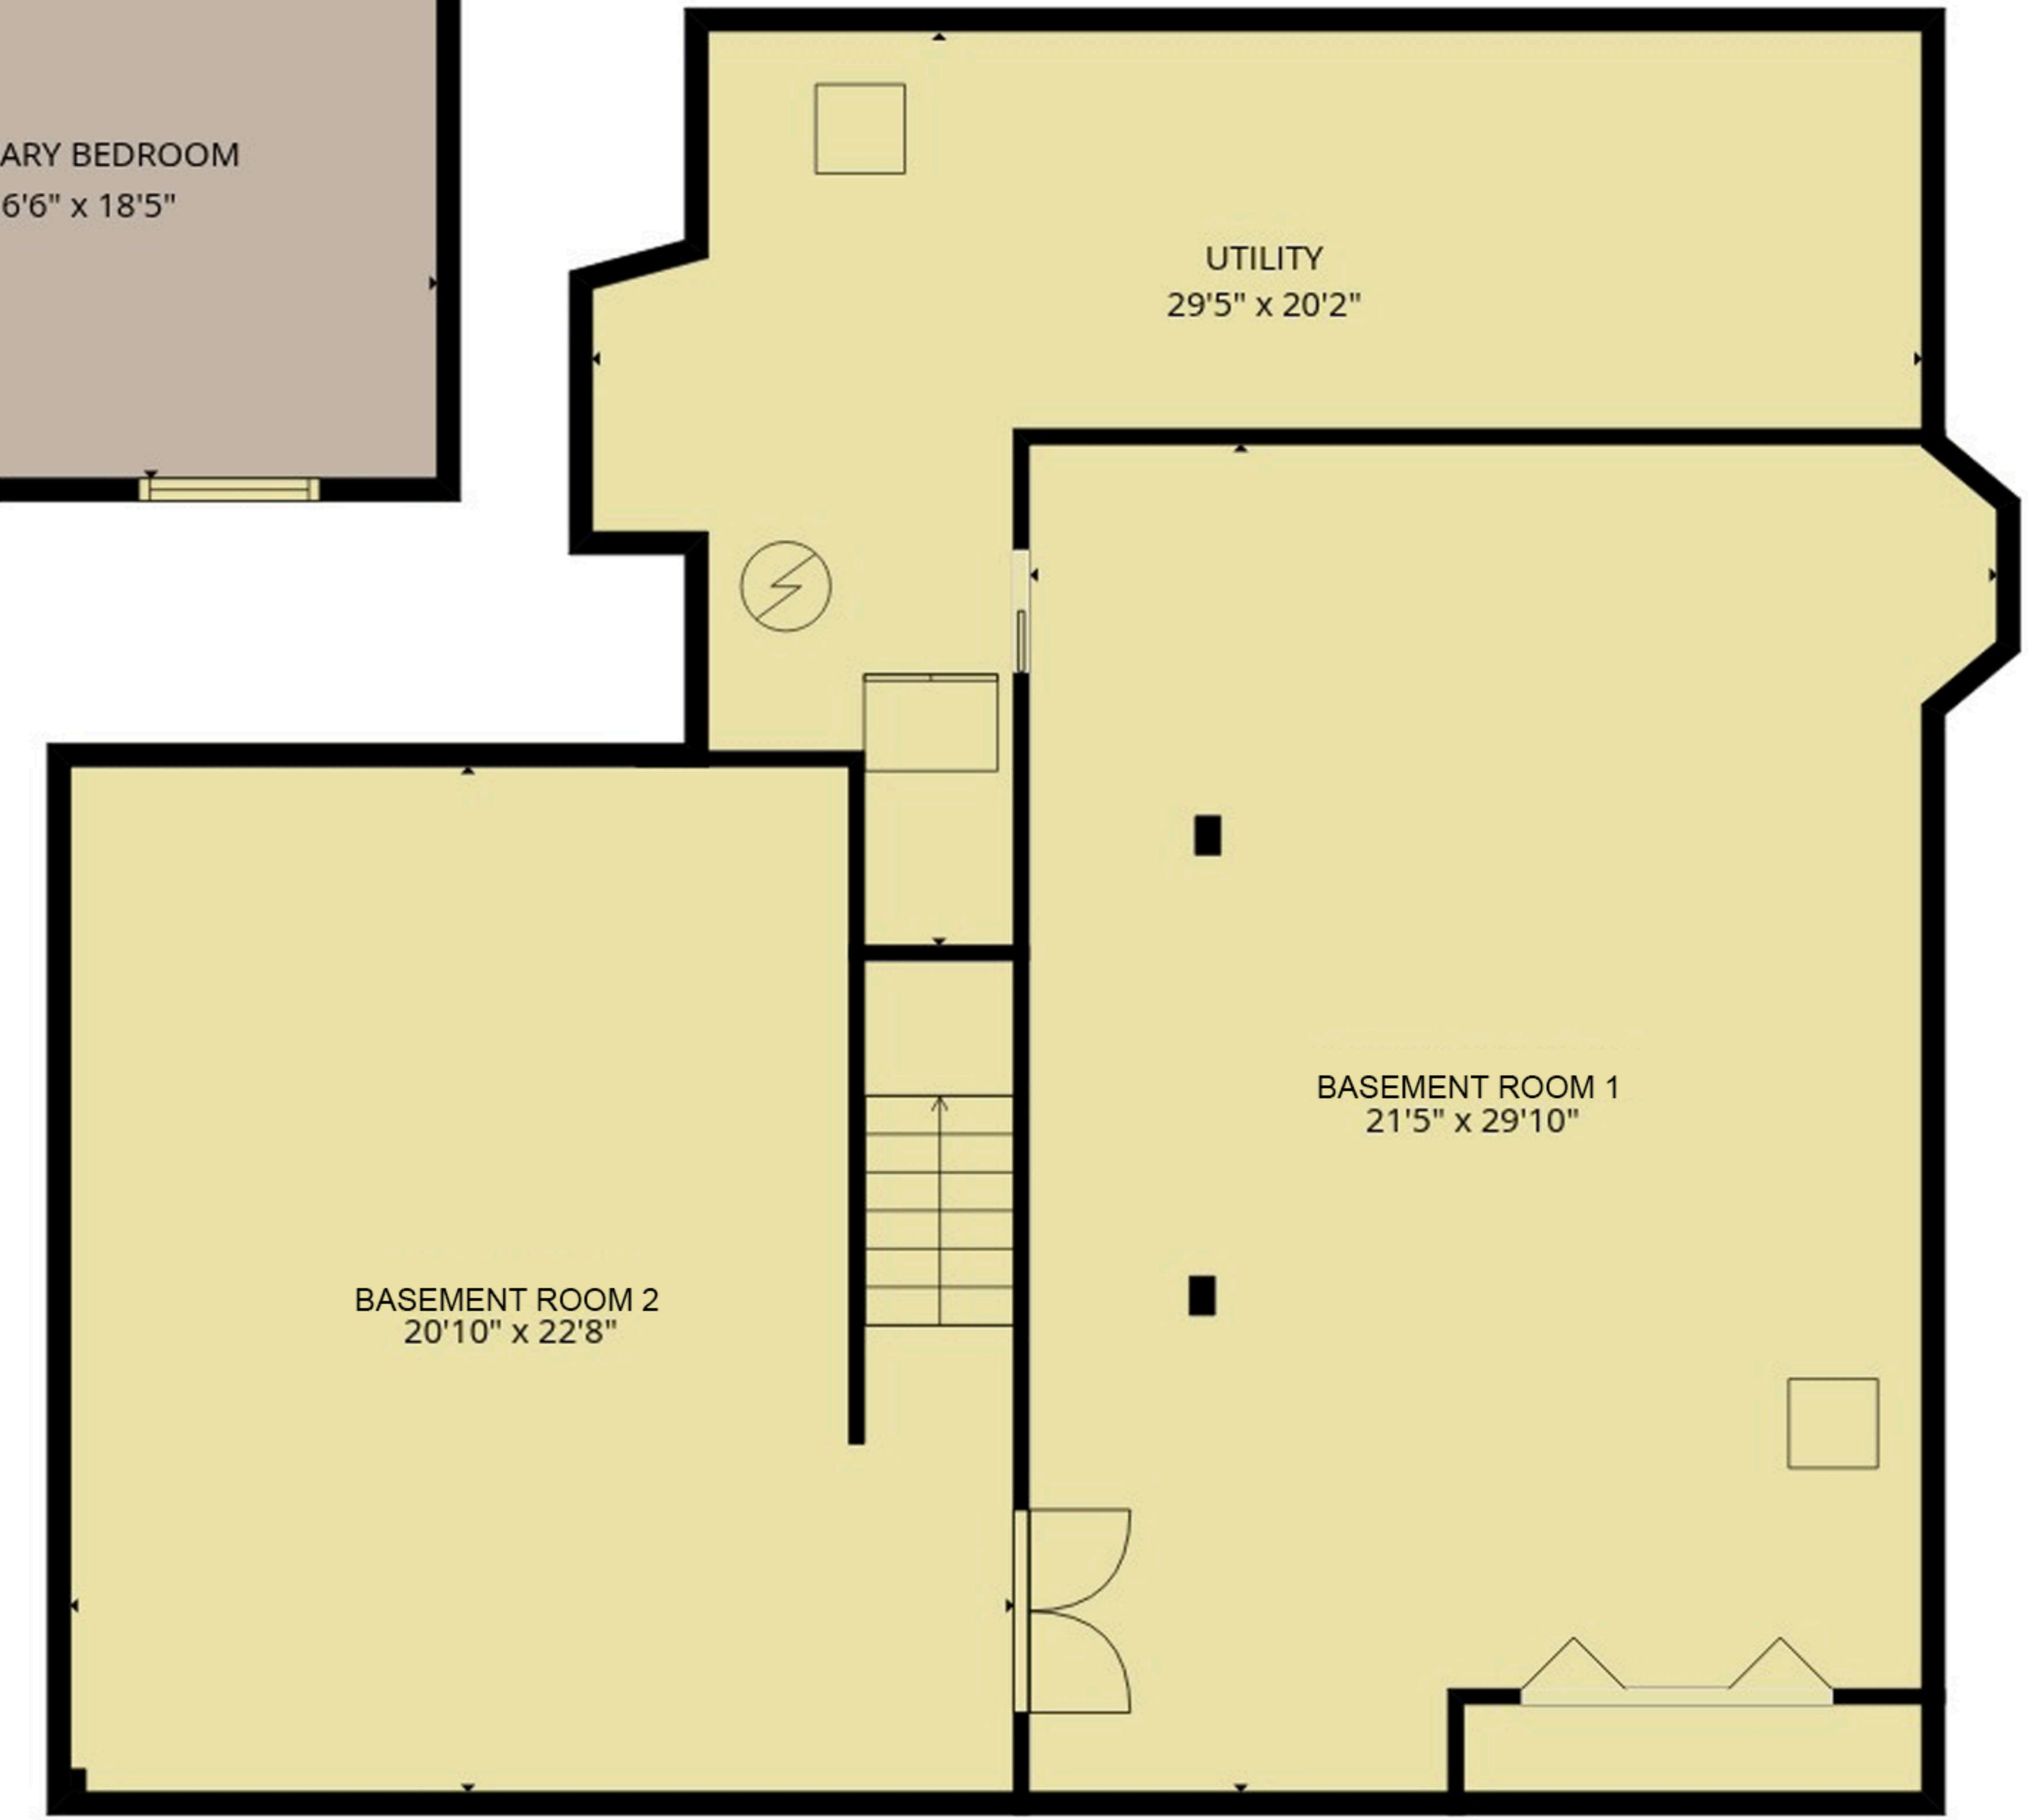 ARY BEDROOM
6'6" x 18'5"
UTILITY
29'5" x 20'2"
BASEMENT ROOM 1
21'5" x 29'10"
BASEMENT ROOM 2
20'10" x 22'8"